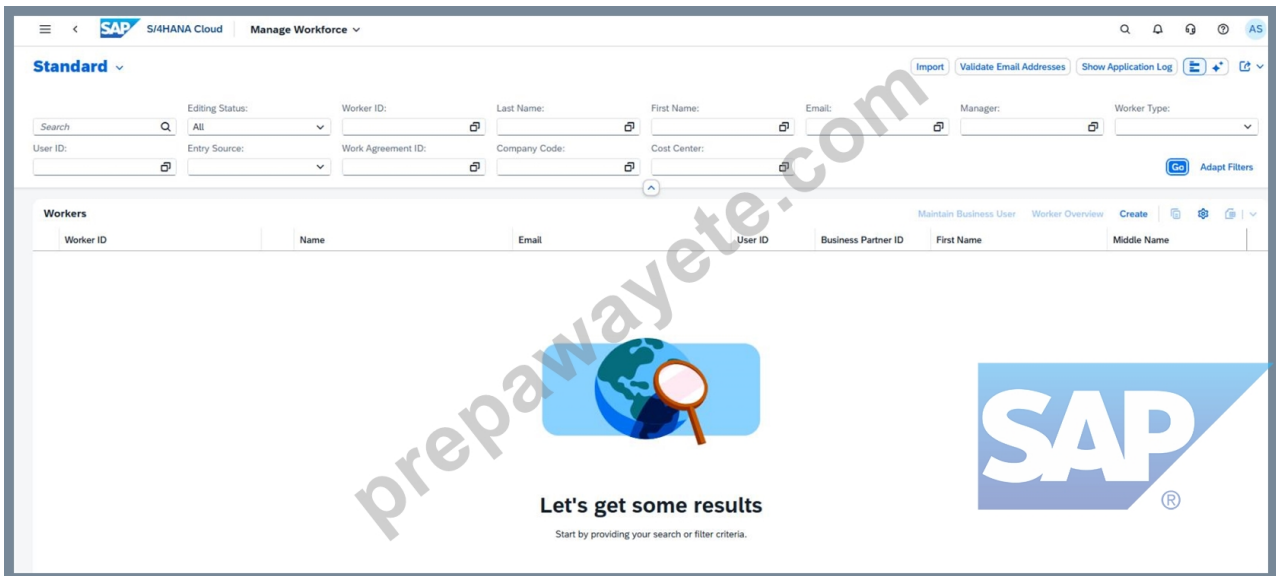 SAP S/4HANA Cloud Manage Workforce AS
Standard Import Validate Email Addresses Show Application Log
Editing Status: Worker ID: Last Name: First Name: Email: Manager: Worker Type:
Search All
User ID: Entry Source: Work Agreement ID: Company Code: Cost Center:
Go Adapt Filters
Workers Maintain Business User Worker Overview Create
Worker ID Name Email User ID Business Partner ID First Name Middle Name
Let's get some results
Start by providing your search or filter criteria.
SAP ®
prepawayete.com